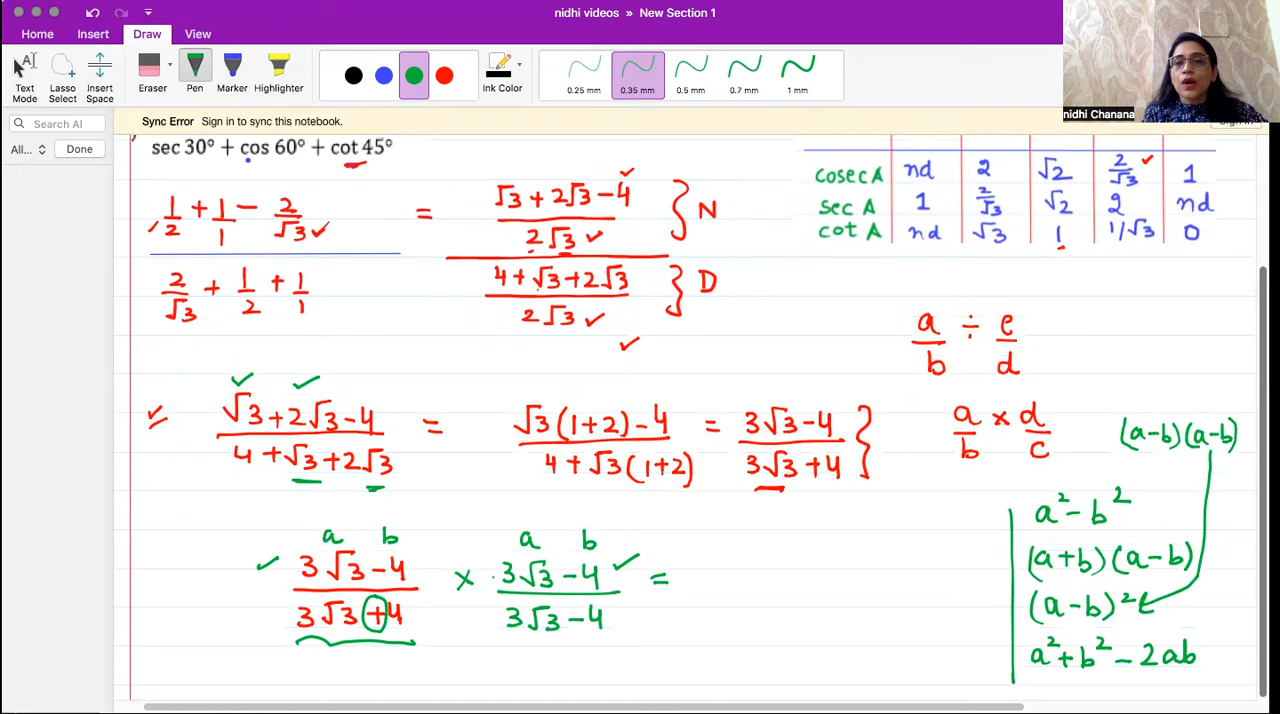 nidhi videos » New Section 1
Home Insert Draw View
Text Mode
Lasso Select
Insert Space
Eraser
Pen
Marker
Highlighter
Ink Color
0.25 mm
0.35 mm
0.5 mm
0.7 mm
1 mm
nidhi Chanana
Search Al
All...
Done
Sync Error Sign in to sync this notebook.
sec 30° + cos 60° + cot 45°
cosec A nd 2 √2 2/√3 1
sec A 1 2/√3 √2 2 nd
cot A nd √3 1 1/√3 0
1/2 + 1/1 − 2/√3
2/√3 + 1/2 + 1/1
=
√3 + 2√3 − 4
2√3
} N
4 + √3 + 2√3
2√3
} D
a/b ÷ e/d
a/b × d/c
√3 + 2√3 − 4
4 + √3 + 2√3
=
√3 (1+2) − 4
4 + √3 (1+2)
=
3√3 − 4
3√3 + 4
}
(a−b)(a−b)
a² − b²
(a+b)(a−b)
(a−b)²
a² + b² − 2ab
a b
3√3 − 4
3√3 + 4
×
a b
3√3 − 4
3√3 − 4
=